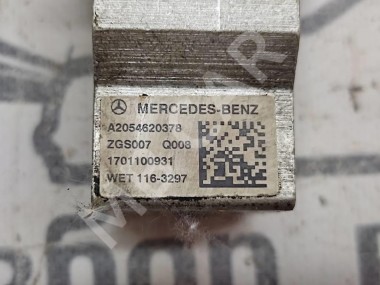 MERCEDES-BENZ
A2054620378
ZGS007 Q008
1701100931
WET 116-3297